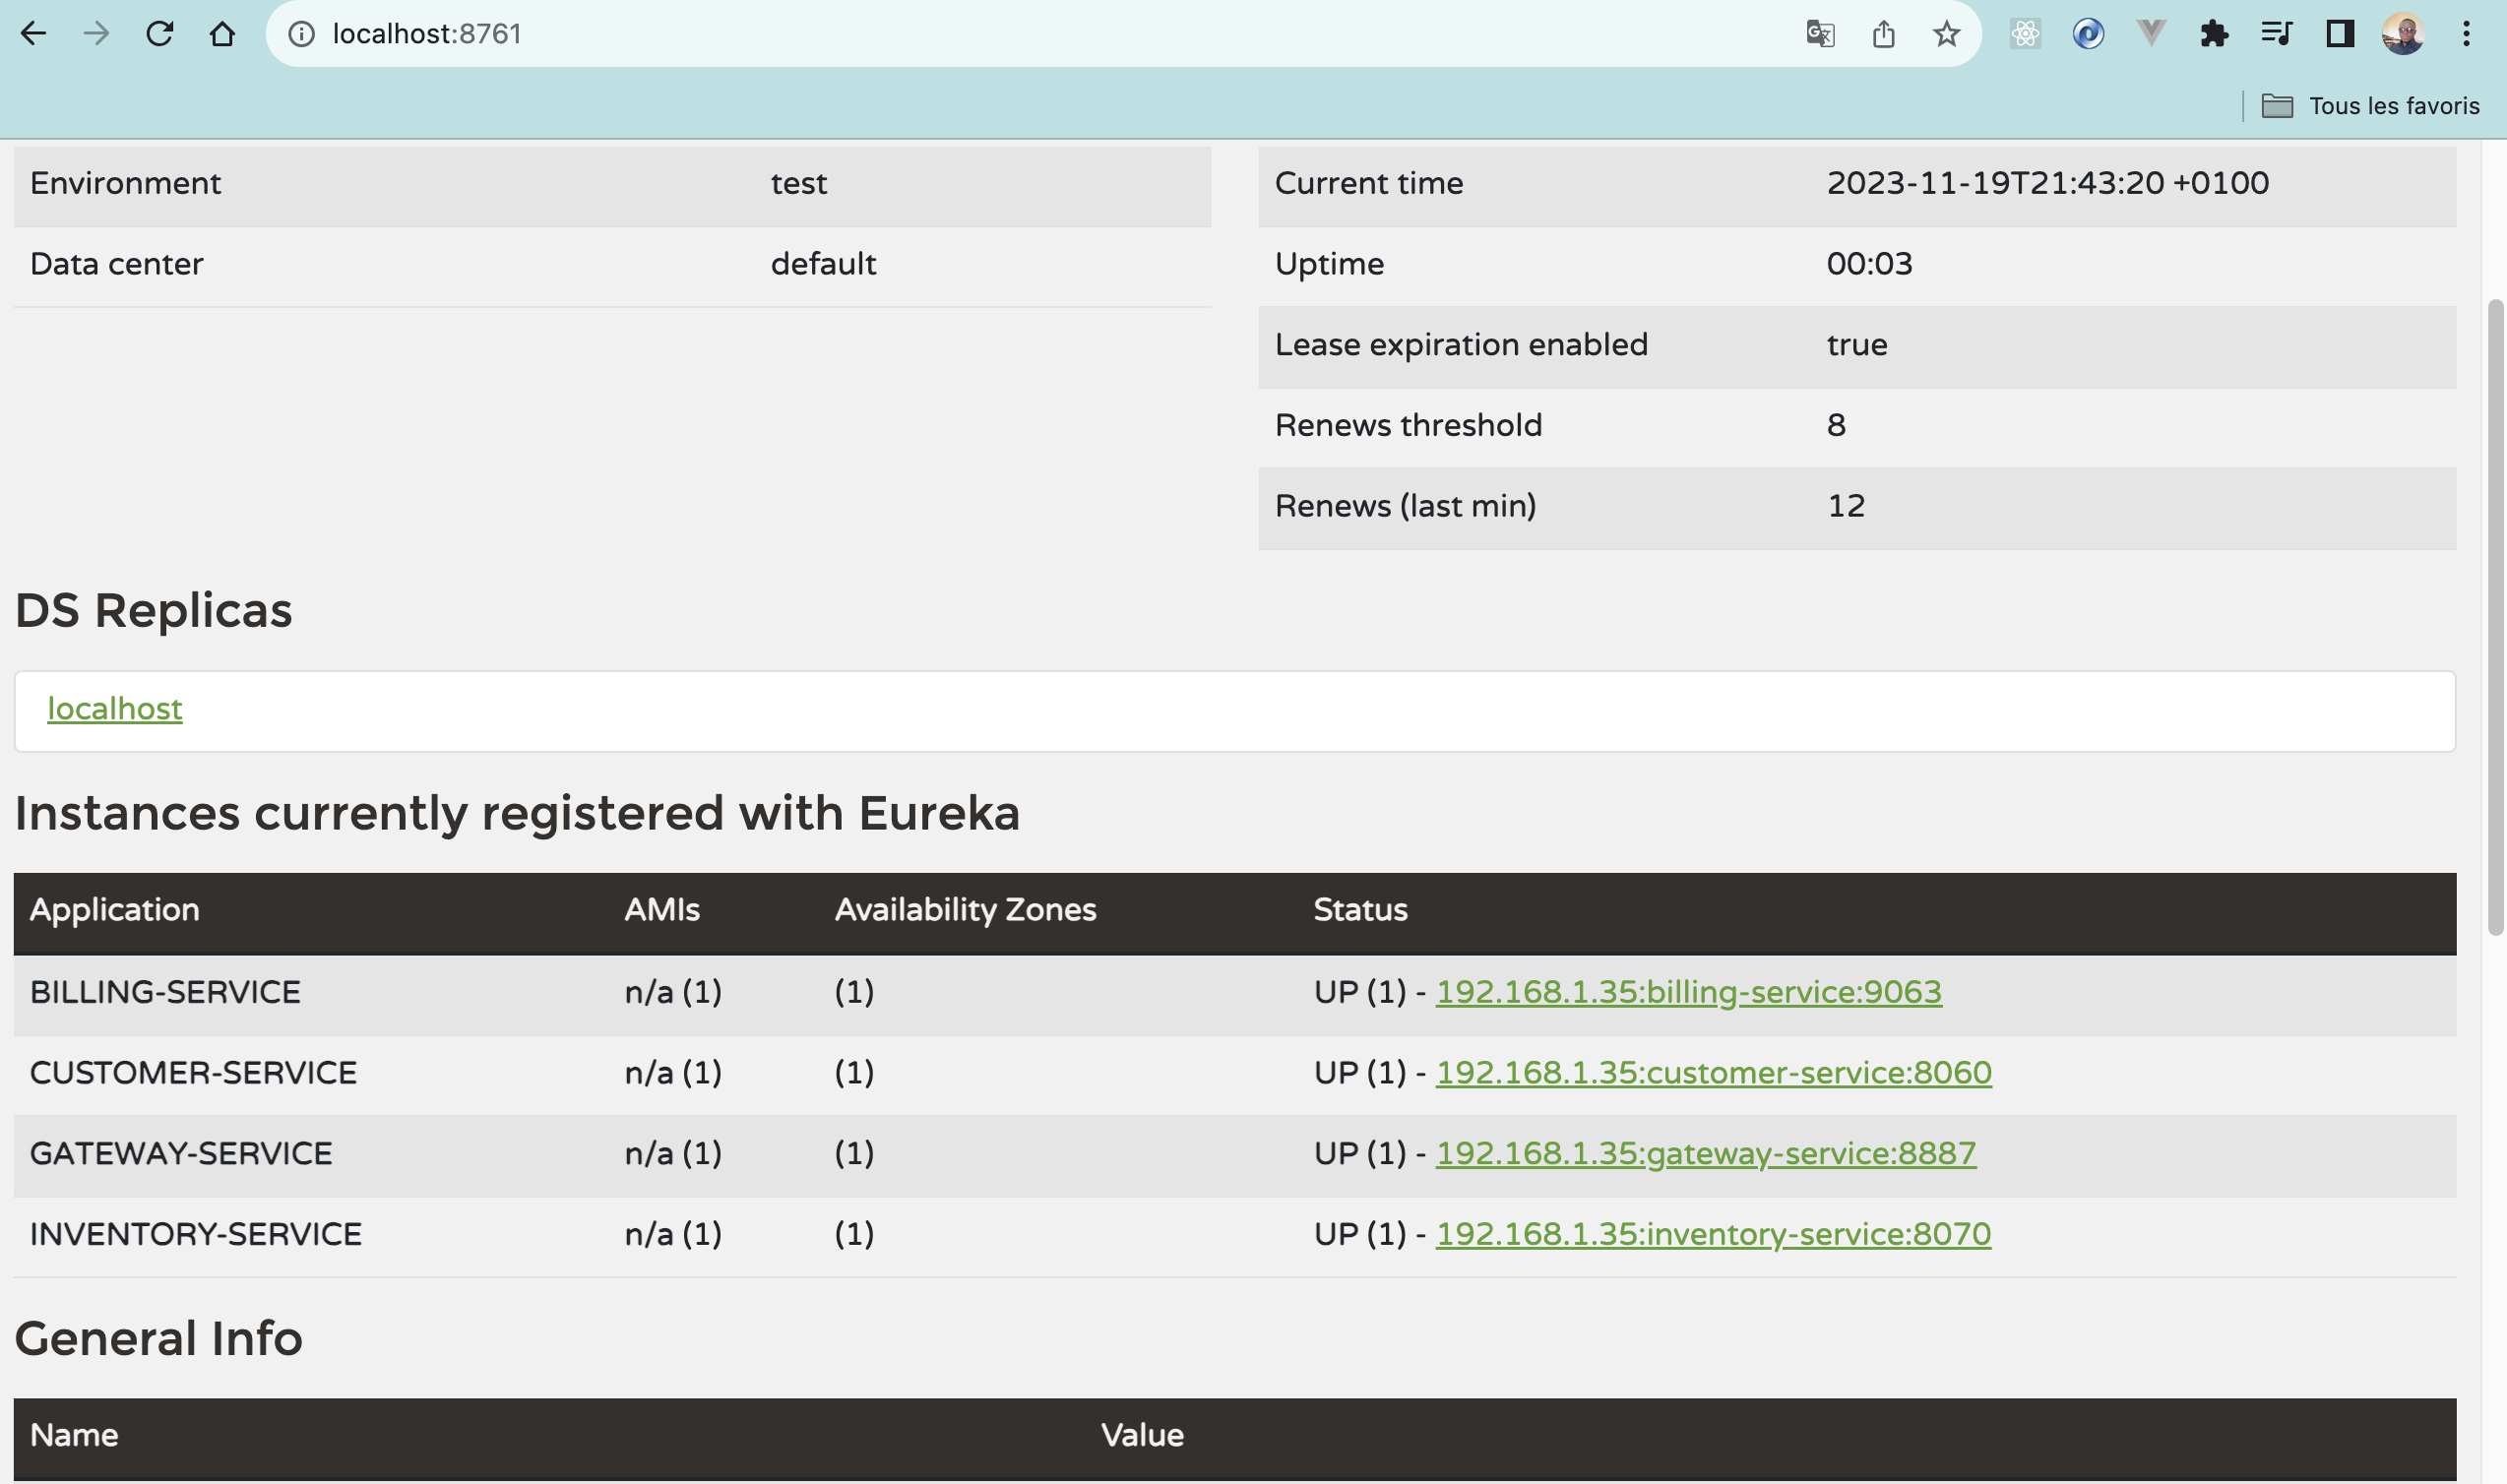 localhost:8761
Tous les favoris
Environment test
Data center default
Current time 2023-11-19T21:43:20 +0100
Uptime 00:03
Lease expiration enabled true
Renews threshold 8
Renews (last min) 12
DS Replicas
localhost
Instances currently registered with Eureka
Application AMIs Availability Zones Status
BILLING-SERVICE n/a (1) (1) UP (1) - 192.168.1.35:billing-service:9063
CUSTOMER-SERVICE n/a (1) (1) UP (1) - 192.168.1.35:customer-service:8060
GATEWAY-SERVICE n/a (1) (1) UP (1) - 192.168.1.35:gateway-service:8887
INVENTORY-SERVICE n/a (1) (1) UP (1) - 192.168.1.35:inventory-service:8070
General Info
Name Value